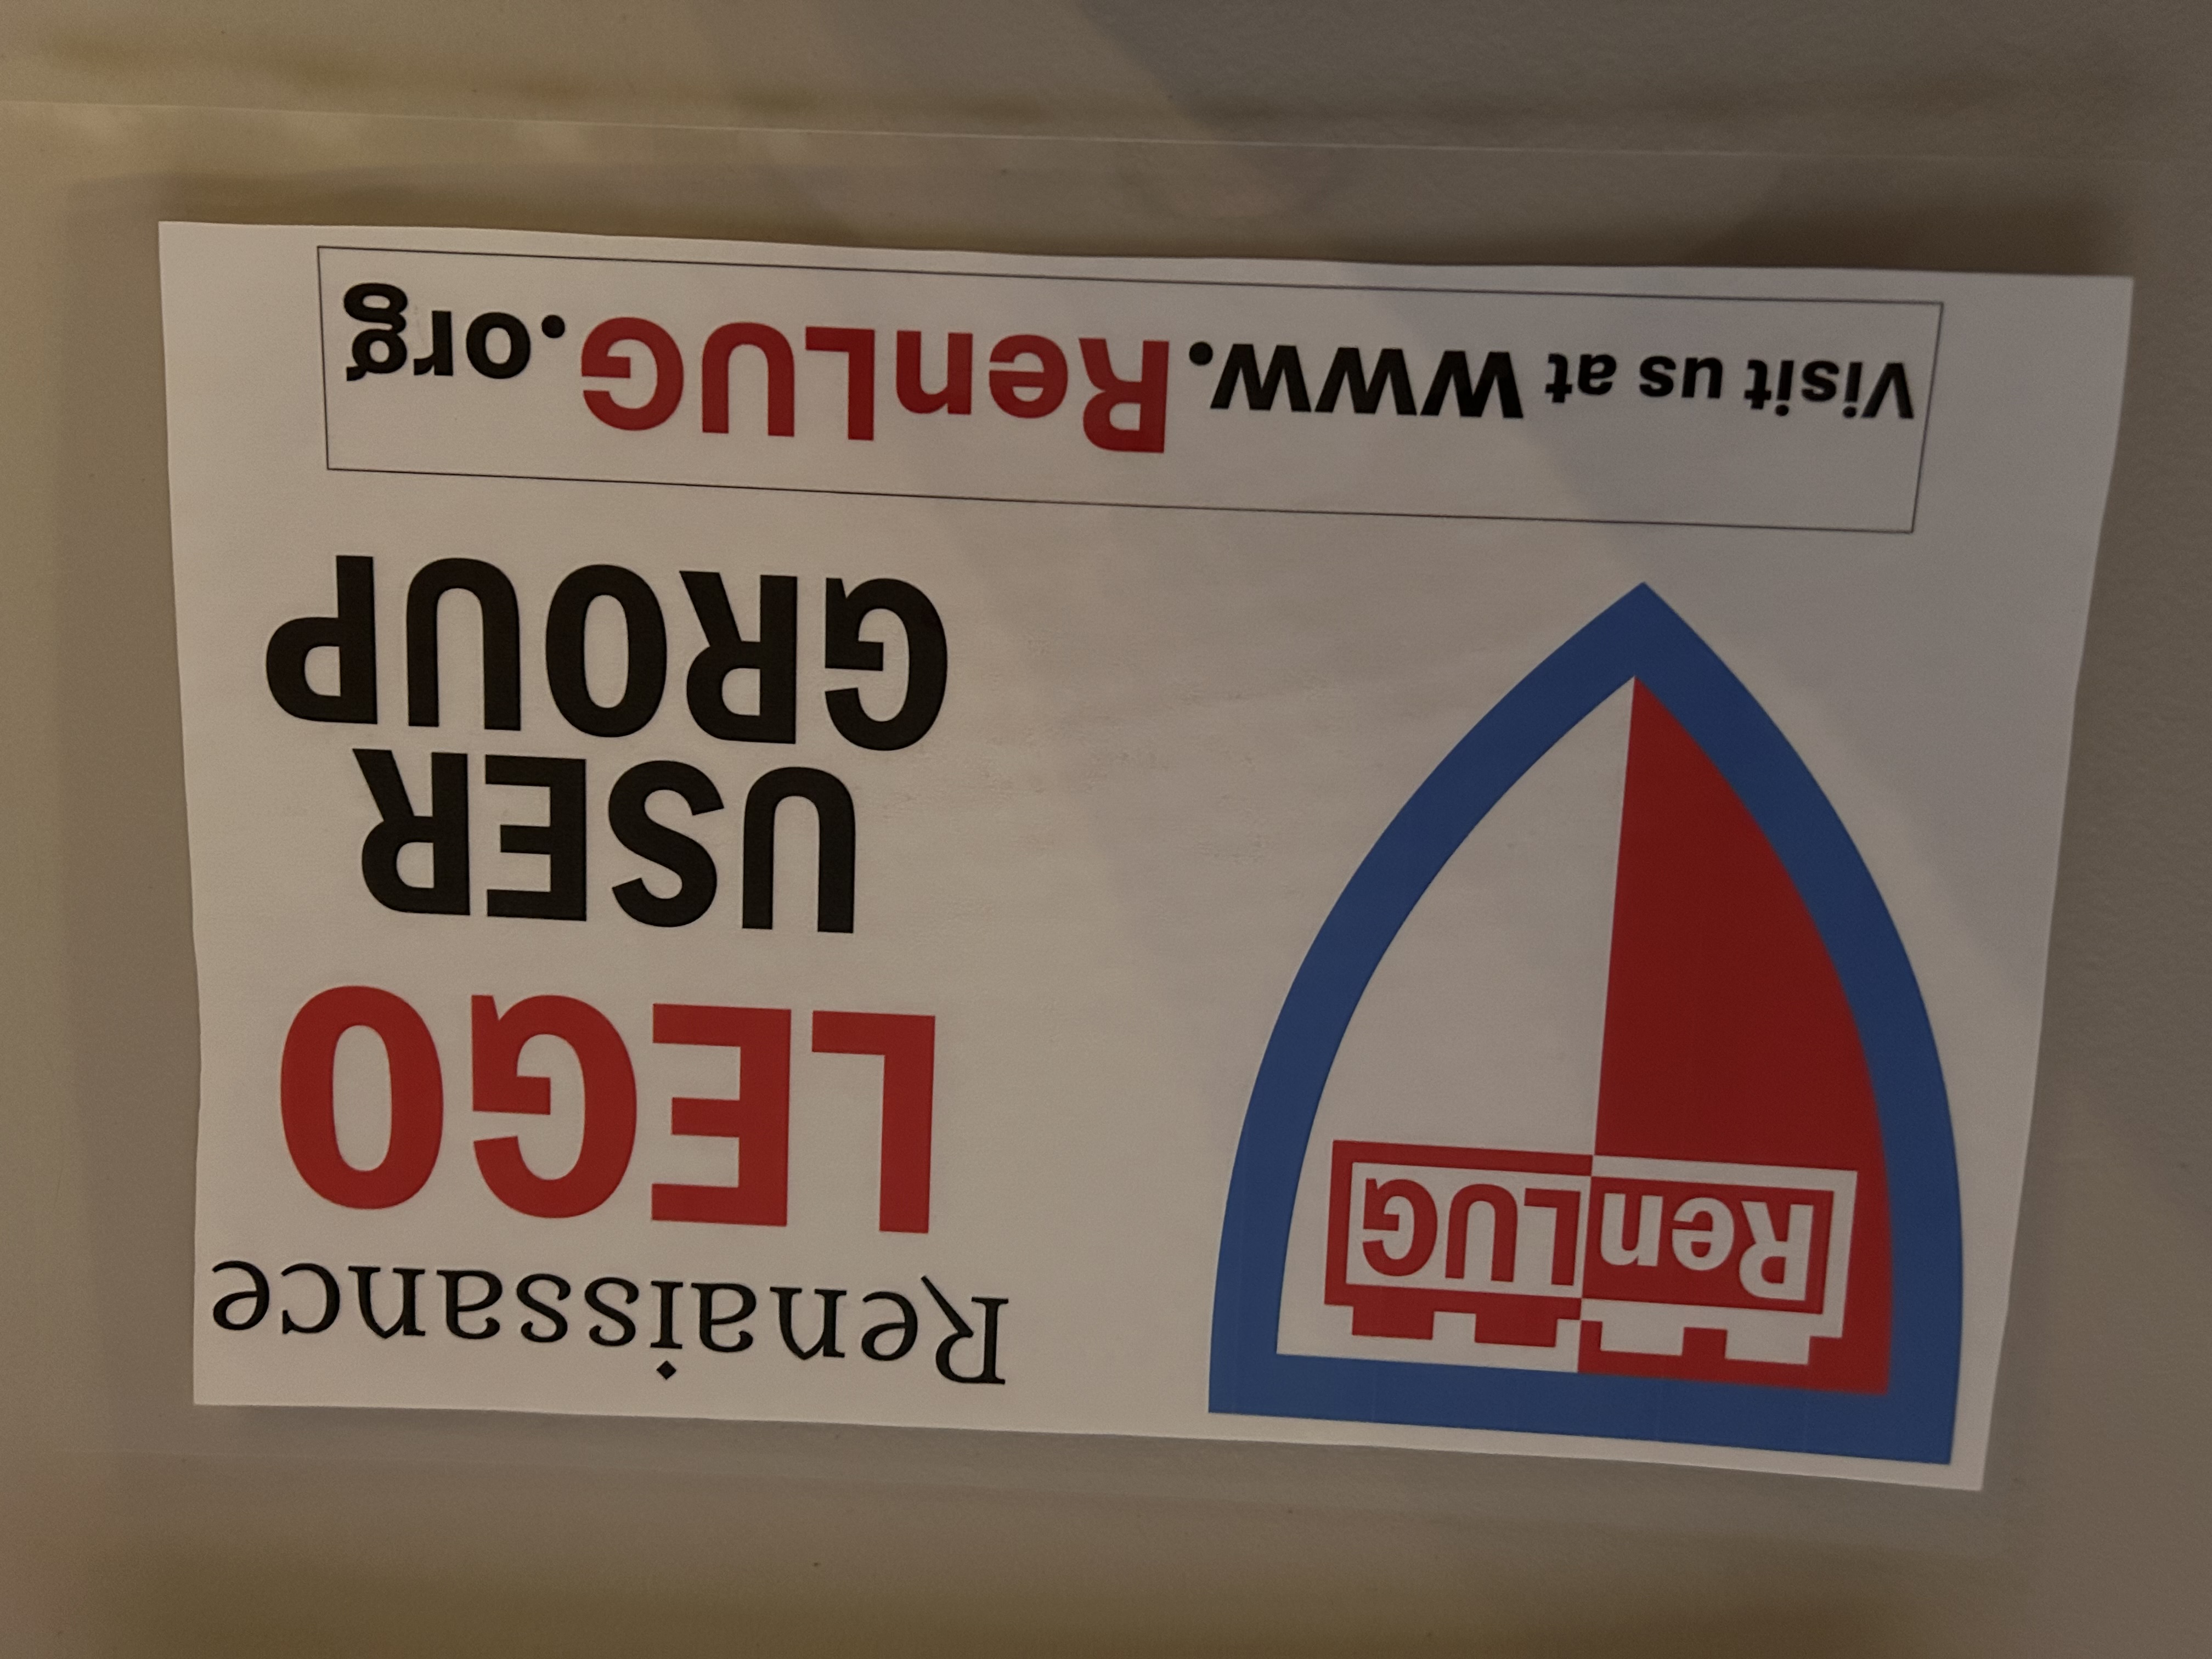 RenLUG
Renaissance
LEGO
USER
GROUP
Visit us at WWW.RenLUG.org